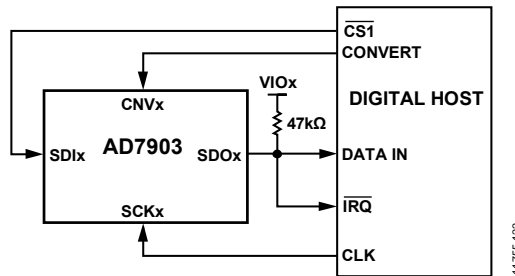 CS1
CONVERT
VIOx
CNVx
DIGITAL HOST
47kΩ
AD7903
SDIx
SDOx
DATA IN
SCKx
IRQ
CLK